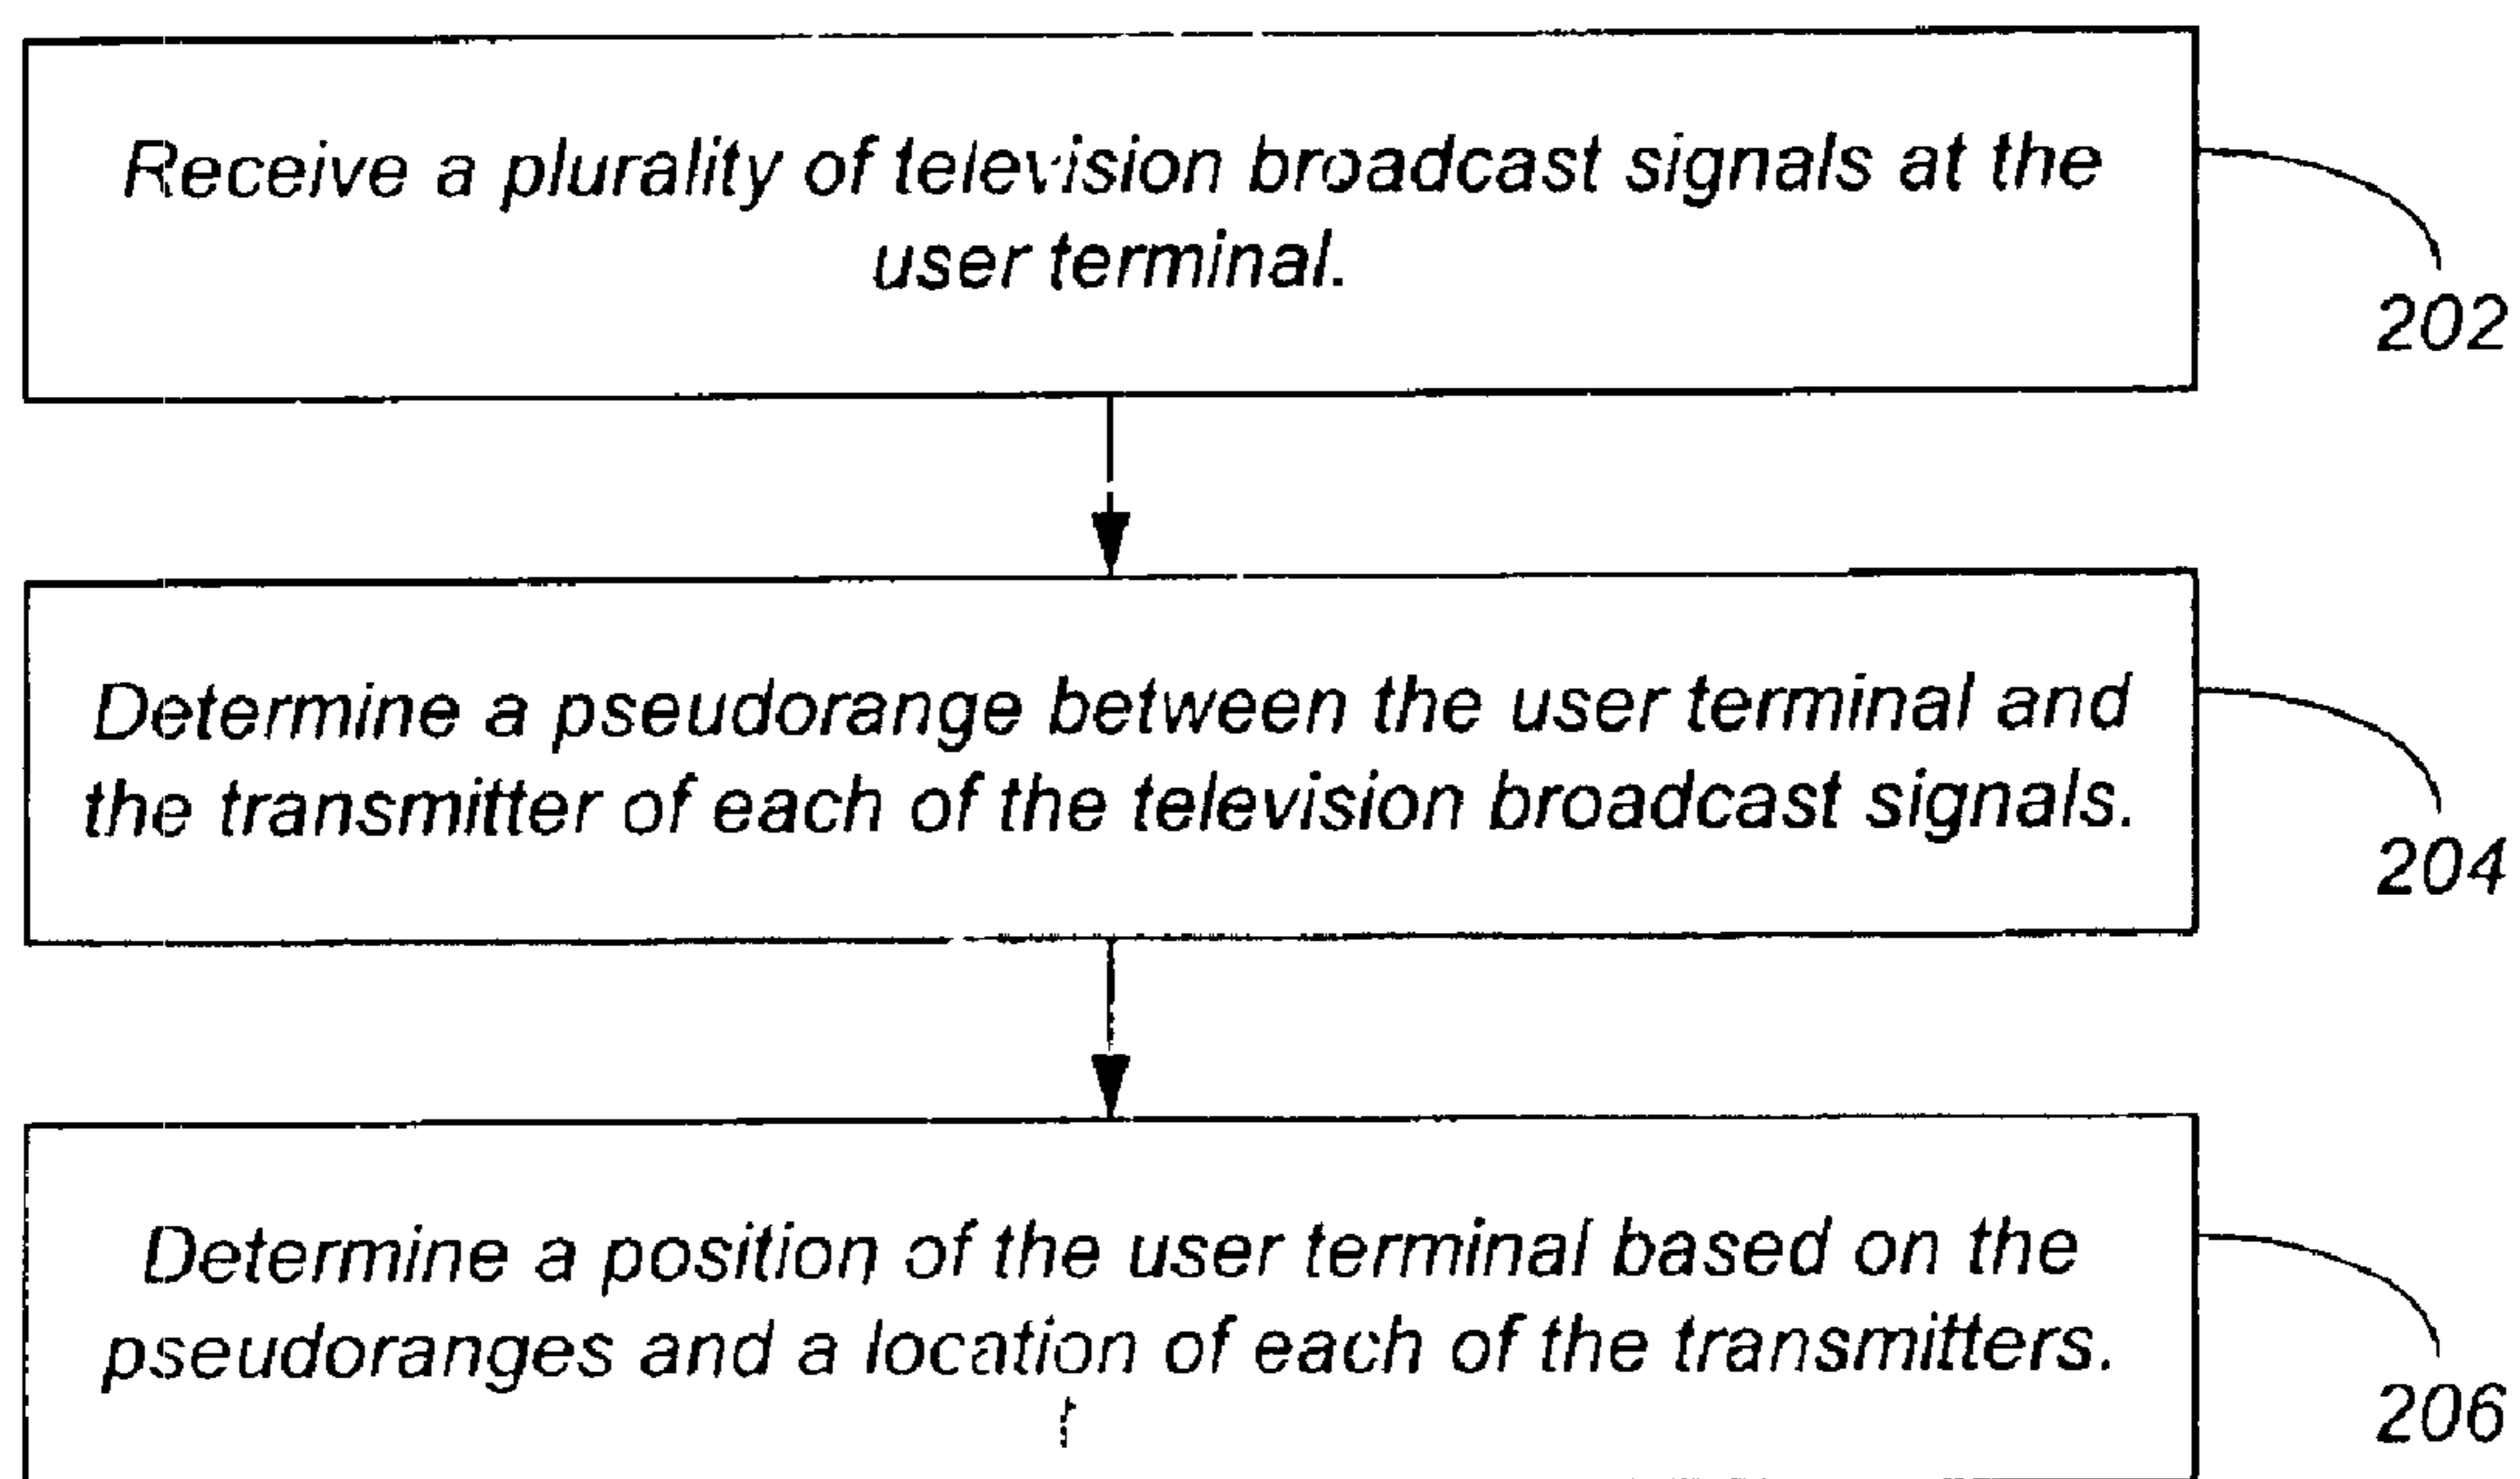 Receive a plurality of television broadcast signals at the
user terminal.
202
Determine a pseudorange between the user terminal and
the transmitter of each of the television broadcast signals.
204
Determine a position of the user terminal based on the
pseudoranges and a location of each of the transmitters.
206